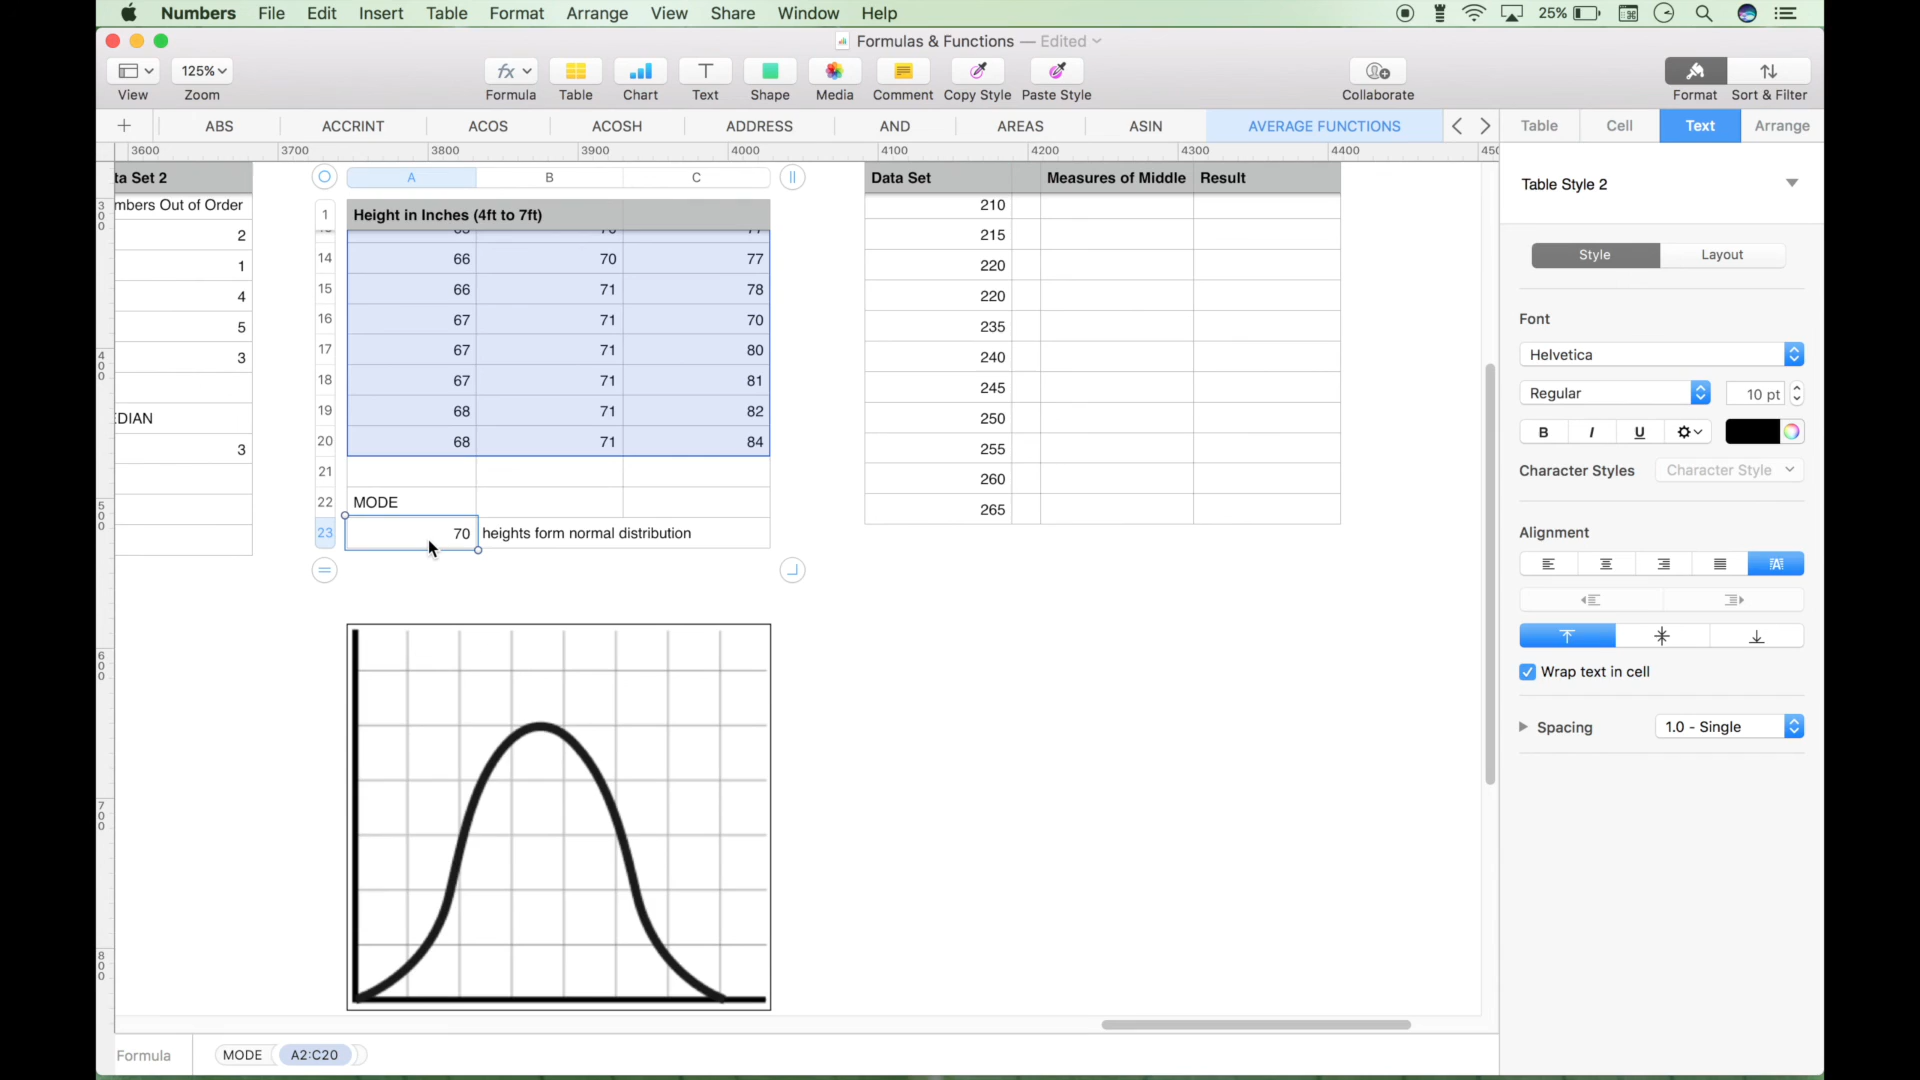 Numbers File Edit Insert Table Format Arrange View Share Window Help
25%
Formulas & Functions — Edited
125%
View Zoom Formula Table Chart Text Shape Media Comment Copy Style Paste Style Collaborate Format Sort & Filter
ABS ACCRINT ACOS ACOSH ADDRESS AND AREAS ASIN AVERAGE FUNCTIONS
Table Cell Text Arrange
3600 3700 3800 3900 4000 4100 4200 4300 4400
300
400
500
600
700
800
ta Set 2
mbers Out of Order
2
1
4
5
3
EDIAN
3
A B C
1 Height in Inches (4ft to 7ft)
14 66 70 77
15 66 71 78
16 67 71 70
17 67 71 80
18 67 71 81
19 68 71 82
20 68 71 84
21
22 MODE
23 70 heights form normal distribution
Data Set Measures of Middle Result
210
215
220
220
235
240
245
250
255
260
265
Table Style 2
Style Layout
Font
Helvetica
Regular 10 pt
B I U
Character Styles Character Style
Alignment
Wrap text in cell
Spacing 1.0 - Single
Formula MODE A2:C20